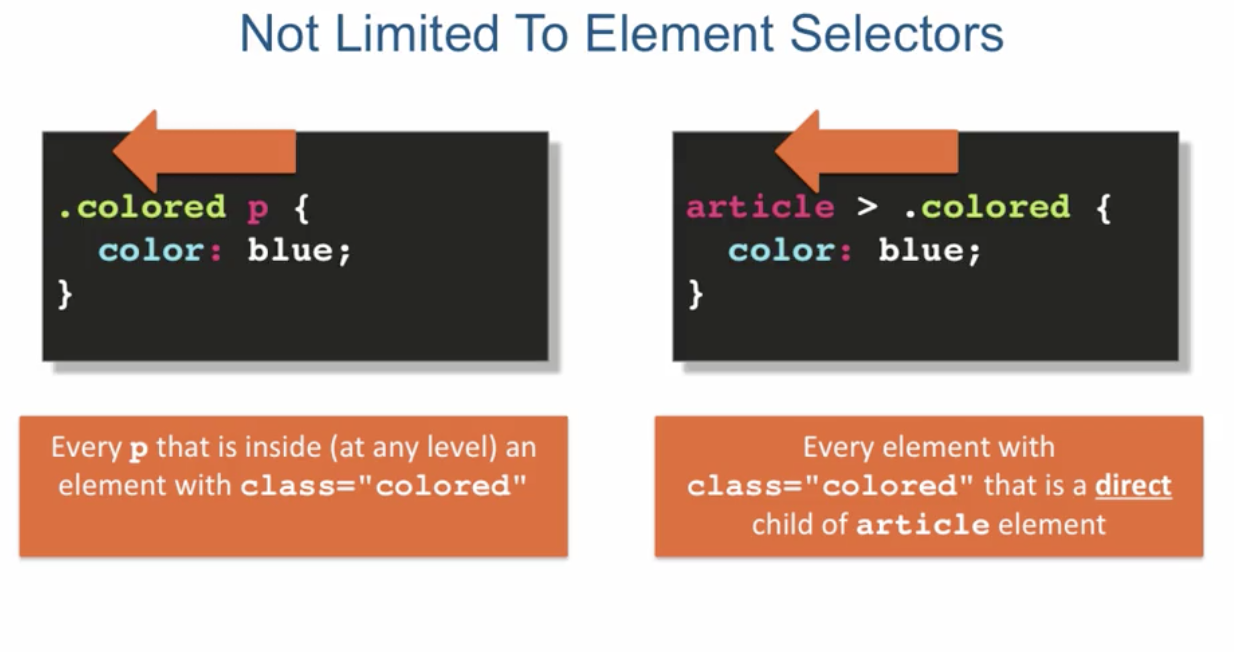 Not Limited To Element Selectors
.colored p {
  color: blue;
}
article > .colored {
  color: blue;
}
Every p that is inside (at any level) an
element with class="colored"
Every element with
class="colored" that is a direct
child of article element